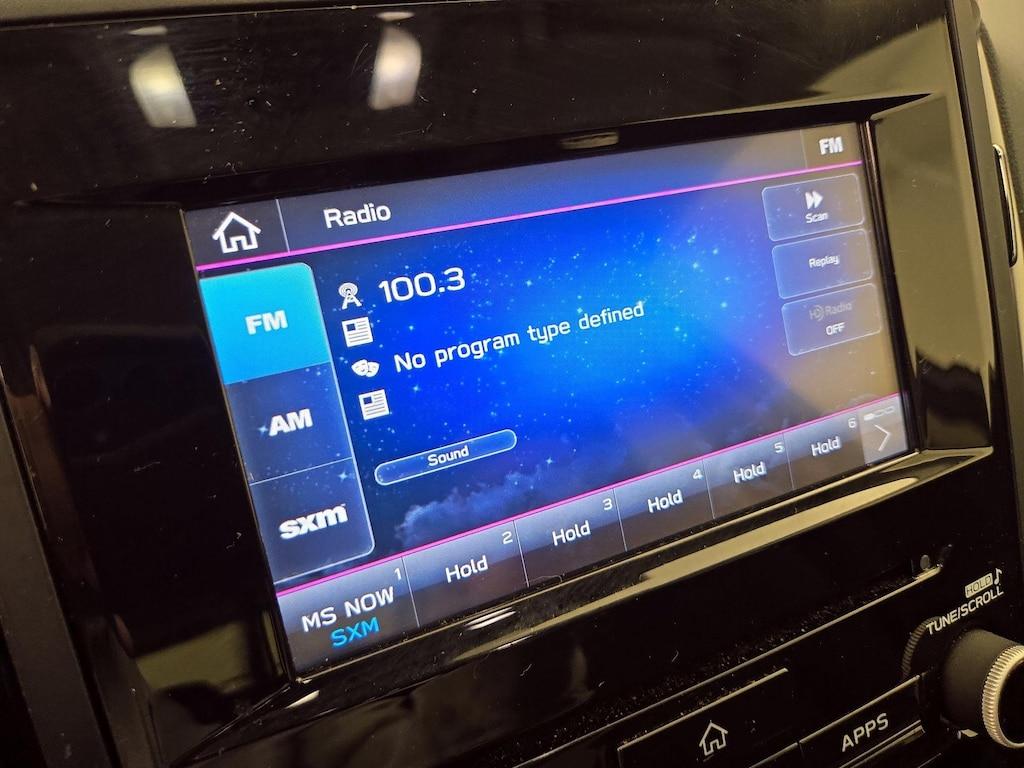 Radio
FM
FM
AM
sxm
100.3
No program type defined
Sound
Scan
Replay
HD Radio
OFF
1
MS NOW
SXM
2
Hold
3
Hold
4
Hold
5
Hold
6
Hold
HOLD
TUNE/SCROLL
APPS